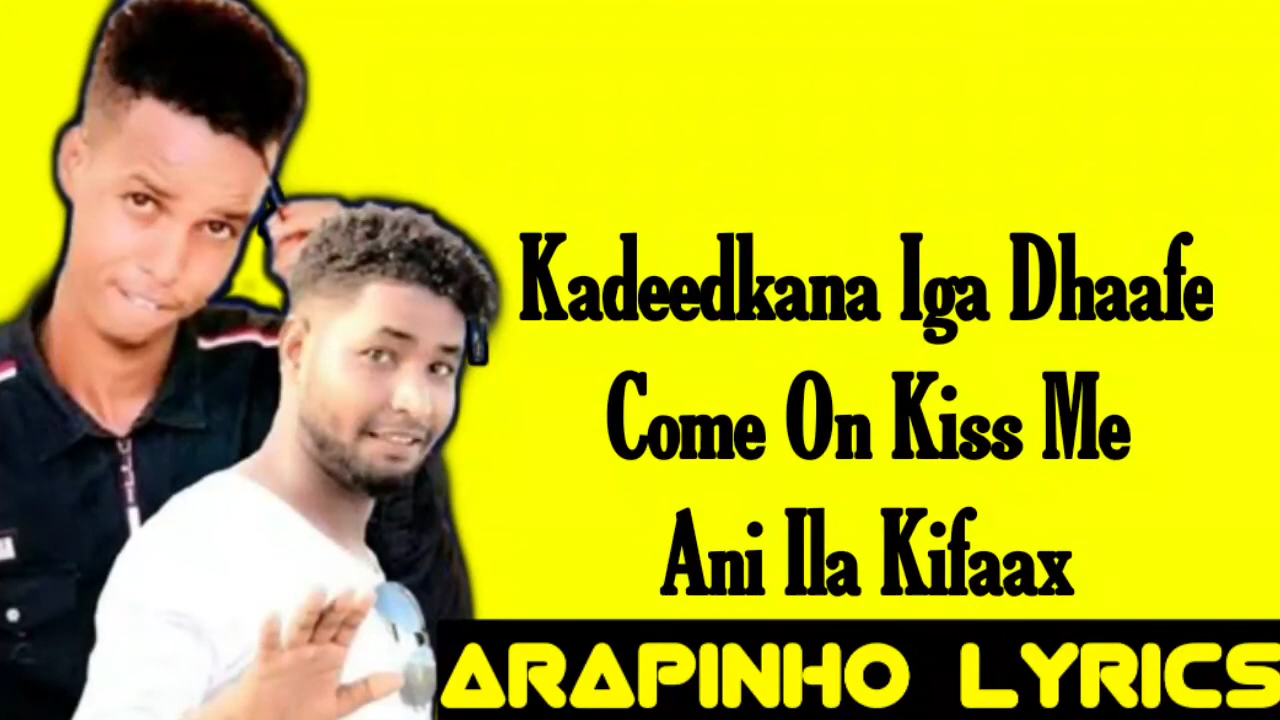 Kadeedkana Iga Dhaafe
Come On Kiss Me
Ani Ila Kifaax
ARAPINHO LYRICS